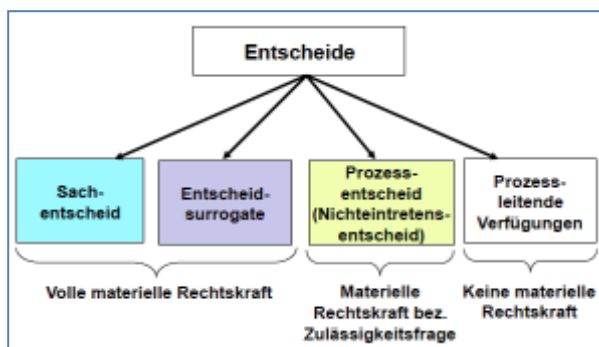 Entscheide
Sach-
entscheid
Entscheid-
surrogate
Prozess-
entscheid
(Nichteintretens-
entscheid)
Prozess-
leitende
Verfügungen
Volle materielle Rechtskraft
Materielle
Rechtskraft bez.
Zulässigkeitsfrage
Keine materielle
Rechtskraft